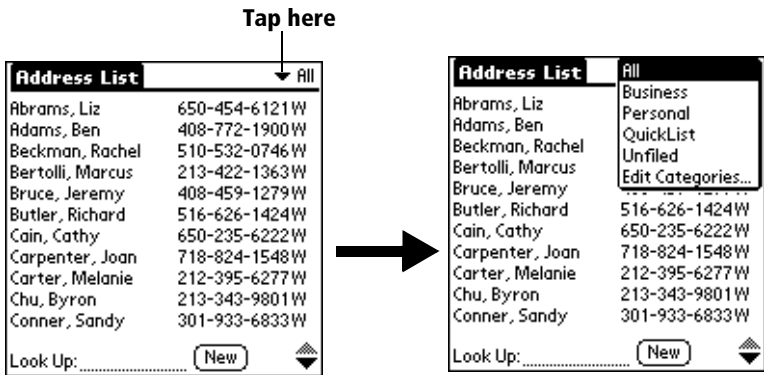 Tap here
Address List All
Abrams, Liz 650-454-6121W
Adams, Ben 408-772-1900W
Beckman, Rachel 510-532-0746W
Bertolli, Marcus 213-422-1363W
Bruce, Jeremy 408-459-1279W
Butler, Richard 516-626-1424W
Cain, Cathy 650-235-6222W
Carpenter, Joan 718-824-1548W
Carter, Melanie 212-395-6277W
Chu, Byron 213-343-9801W
Conner, Sandy 301-933-6833W
Look Up: New
Address List
All
Business
Personal
QuickList
Unfiled
Edit Categories...
Abrams, Liz
Adams, Ben
Beckman, Rachel
Bertolli, Marcus
Bruce, Jeremy
Butler, Richard 516-626-1424W
Cain, Cathy 650-235-6222W
Carpenter, Joan 718-824-1548W
Carter, Melanie 212-395-6277W
Chu, Byron 213-343-9801W
Conner, Sandy 301-933-6833W
Look Up: New